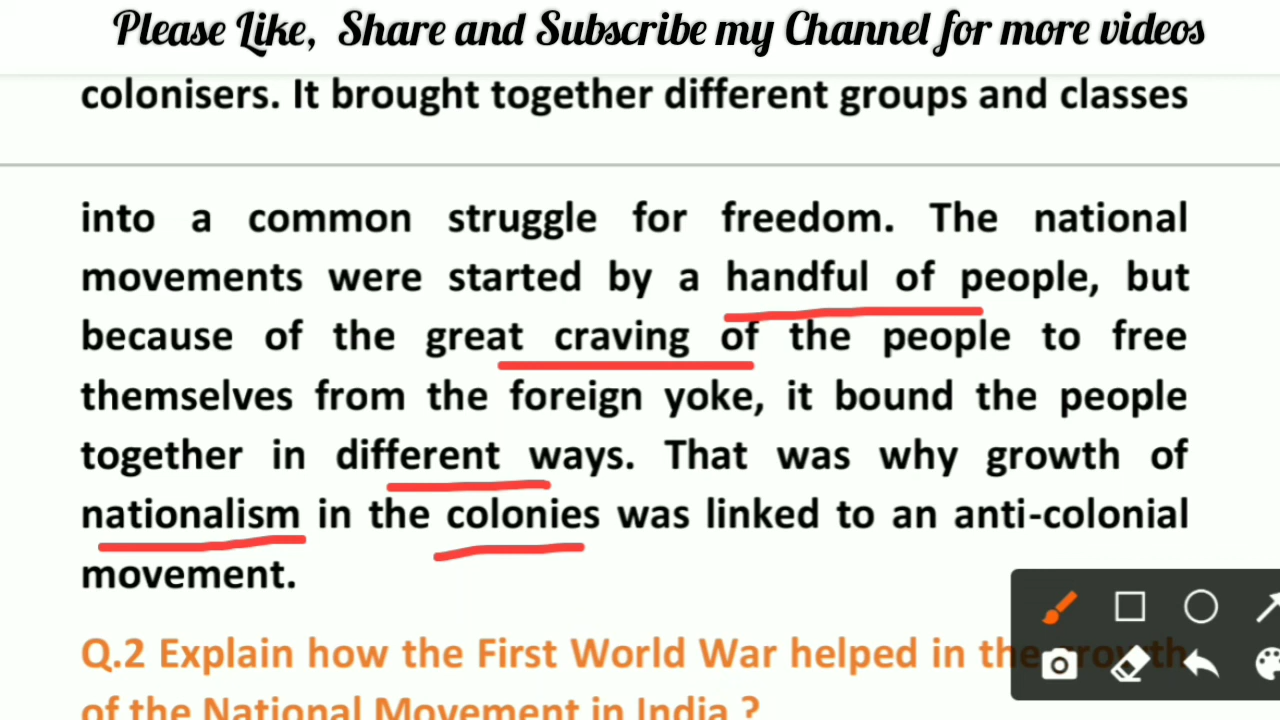 Please Like, Share and Subscribe my Channel for more videos
colonisers. It brought together different groups and classes
into a common struggle for freedom. The national
movements were started by a handful of people, but
because of the great craving of the people to free
themselves from the foreign yoke, it bound the people
together in different ways. That was why growth of
nationalism in the colonies was linked to an anti-colonial
movement.
Q.2 Explain how the First World War helped in the growth
of the National Movement in India ?